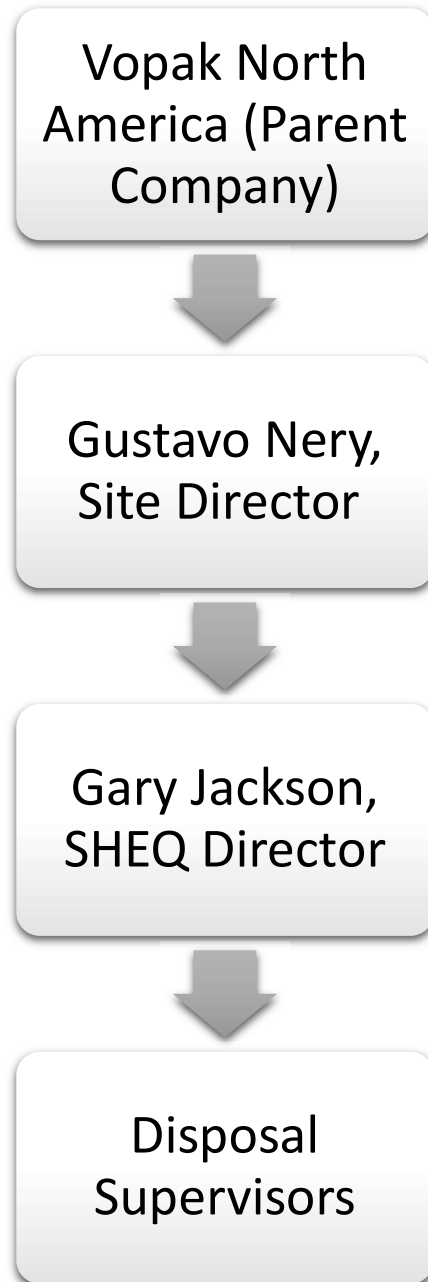 Vopak North
America (Parent
Company)
Gustavo Nery,
Site Director
Gary Jackson,
SHEQ Director
Disposal
Supervisors